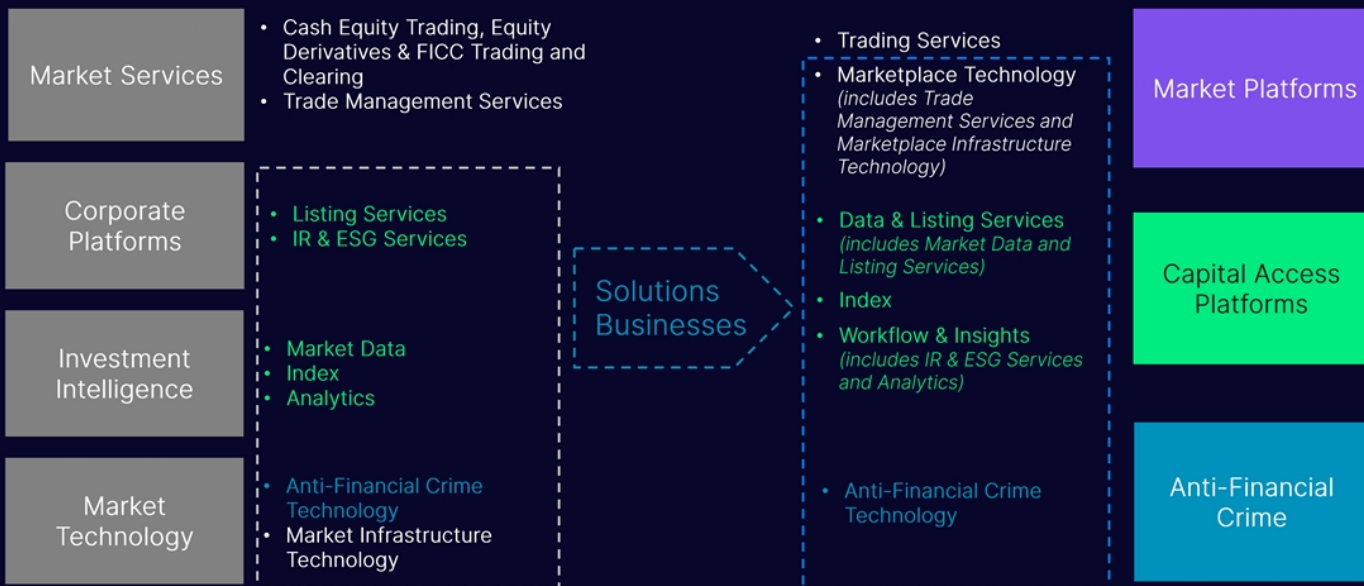 Market Services
• Cash Equity Trading, Equity
Derivatives & FICC Trading and
Clearing
• Trade Management Services
Corporate
Platforms
• Listing Services
• IR & ESG Services
Investment
Intelligence
• Market Data
• Index
• Analytics
Market
Technology
• Anti-Financial Crime
Technology
• Market Infrastructure
Technology
Solutions
Businesses
• Trading Services
• Marketplace Technology
(includes Trade
Management Services and
Marketplace Infrastructure
Technology)
Market Platforms
• Data & Listing Services
(includes Market Data and
Listing Services)
• Index
• Workflow & Insights
(includes IR & ESG Services
and Analytics)
Capital Access
Platforms
• Anti-Financial Crime
Technology
Anti-Financial
Crime